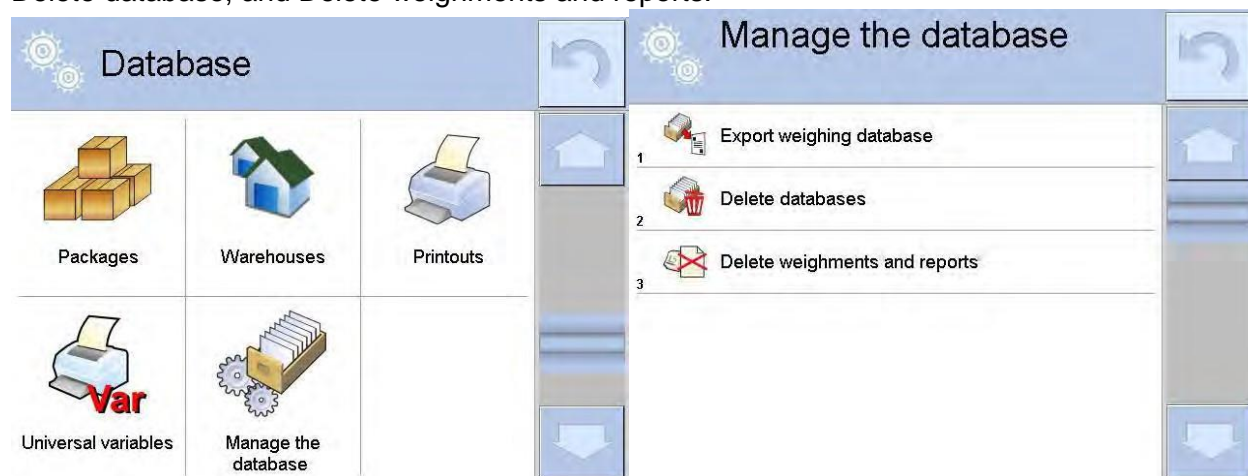 Delete database, and Delete weighments and reports.
Database
Packages
Warehouses
Printouts
Var
Universal variables
Manage the
database
Manage the database
1 Export weighing database
2 Delete databases
3 Delete weighments and reports